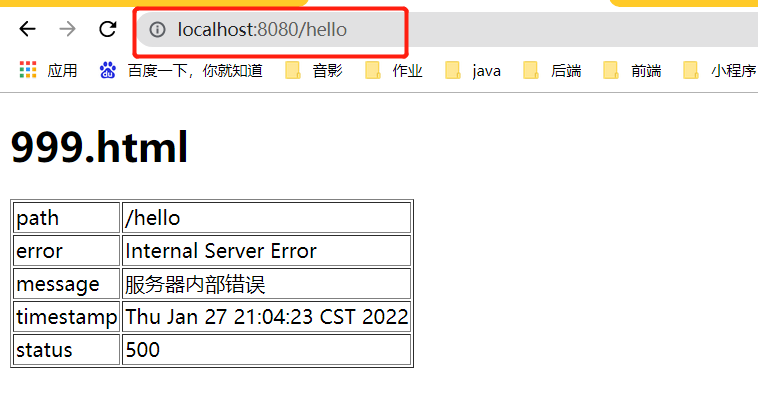 localhost:8080/hello
应用 百度一下，你就知道 音影 作业 java 后端 前端 小程序
999.html
path /hello
error Internal Server Error
message 服务器内部错误
timestamp Thu Jan 27 21:04:23 CST 2022
status 500